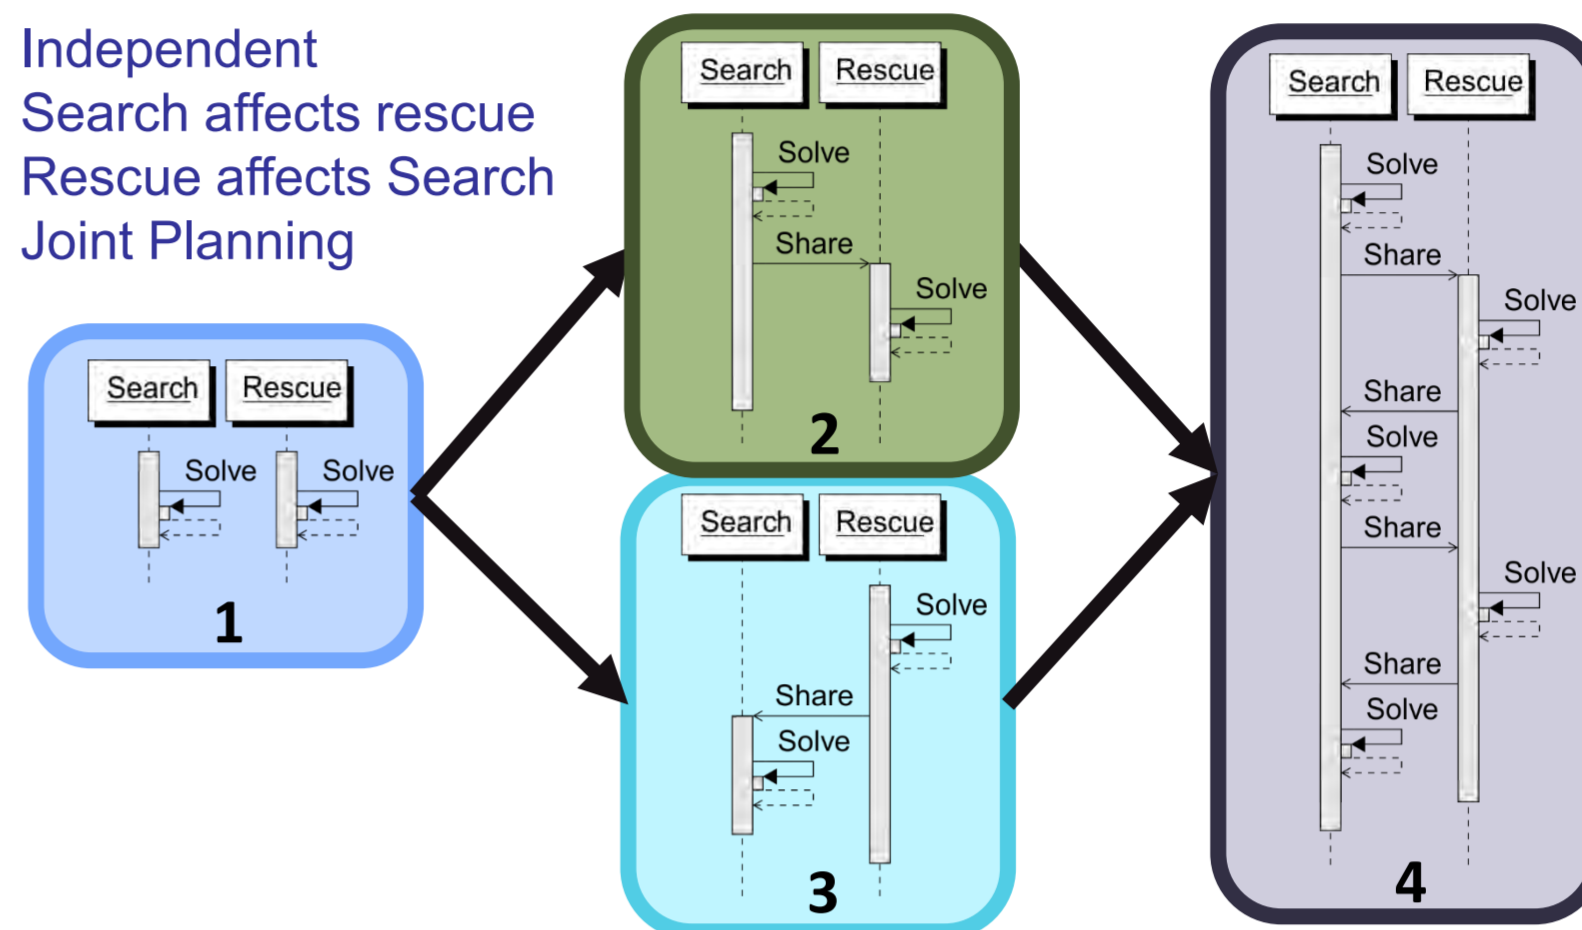 Independent
Search affects rescue
Rescue affects Search
Joint Planning
Search Rescue
Solve Solve
1
Search Rescue
Solve
Share
Solve
2
Search Rescue
Solve
Share
Solve
3
Search Rescue
Solve
Share
Solve
Share
Solve
Share
Solve
Share
Solve
4